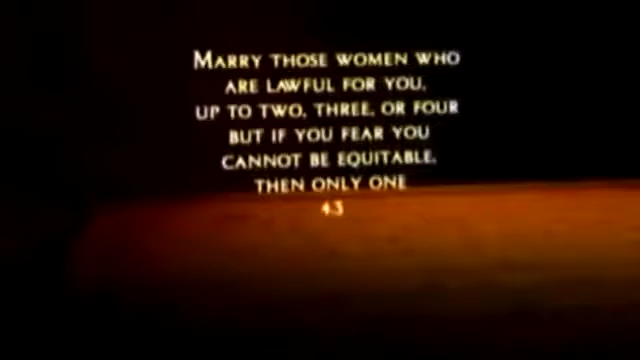 MARRY THOSE WOMEN WHO
ARE LAWFUL FOR YOU,
UP TO TWO, THREE, OR FOUR
BUT IF YOU FEAR YOU
CANNOT BE EQUITABLE,
THEN ONLY ONE
4:3